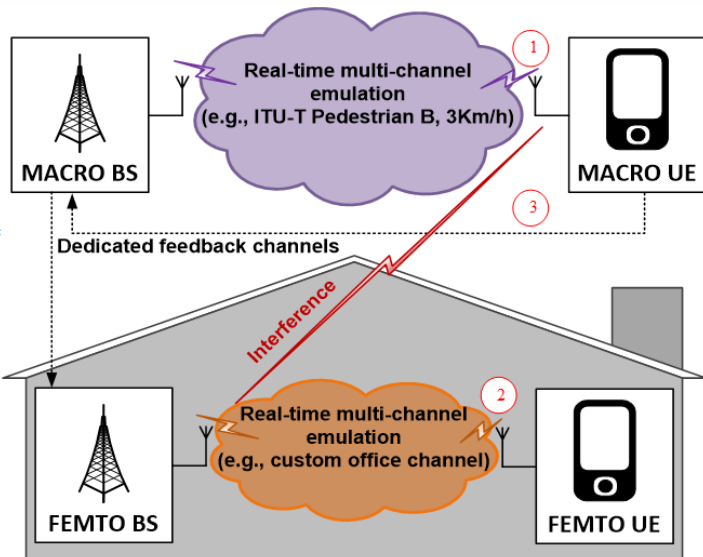 Real-time multi-channel
emulation
(e.g., ITU-T Pedestrian B, 3Km/h)
1
MACRO BS
MACRO UE
3
Dedicated feedback channels
Interference
2
Real-time multi-channel
emulation
(e.g., custom office channel)
FEMTO BS
FEMTO UE